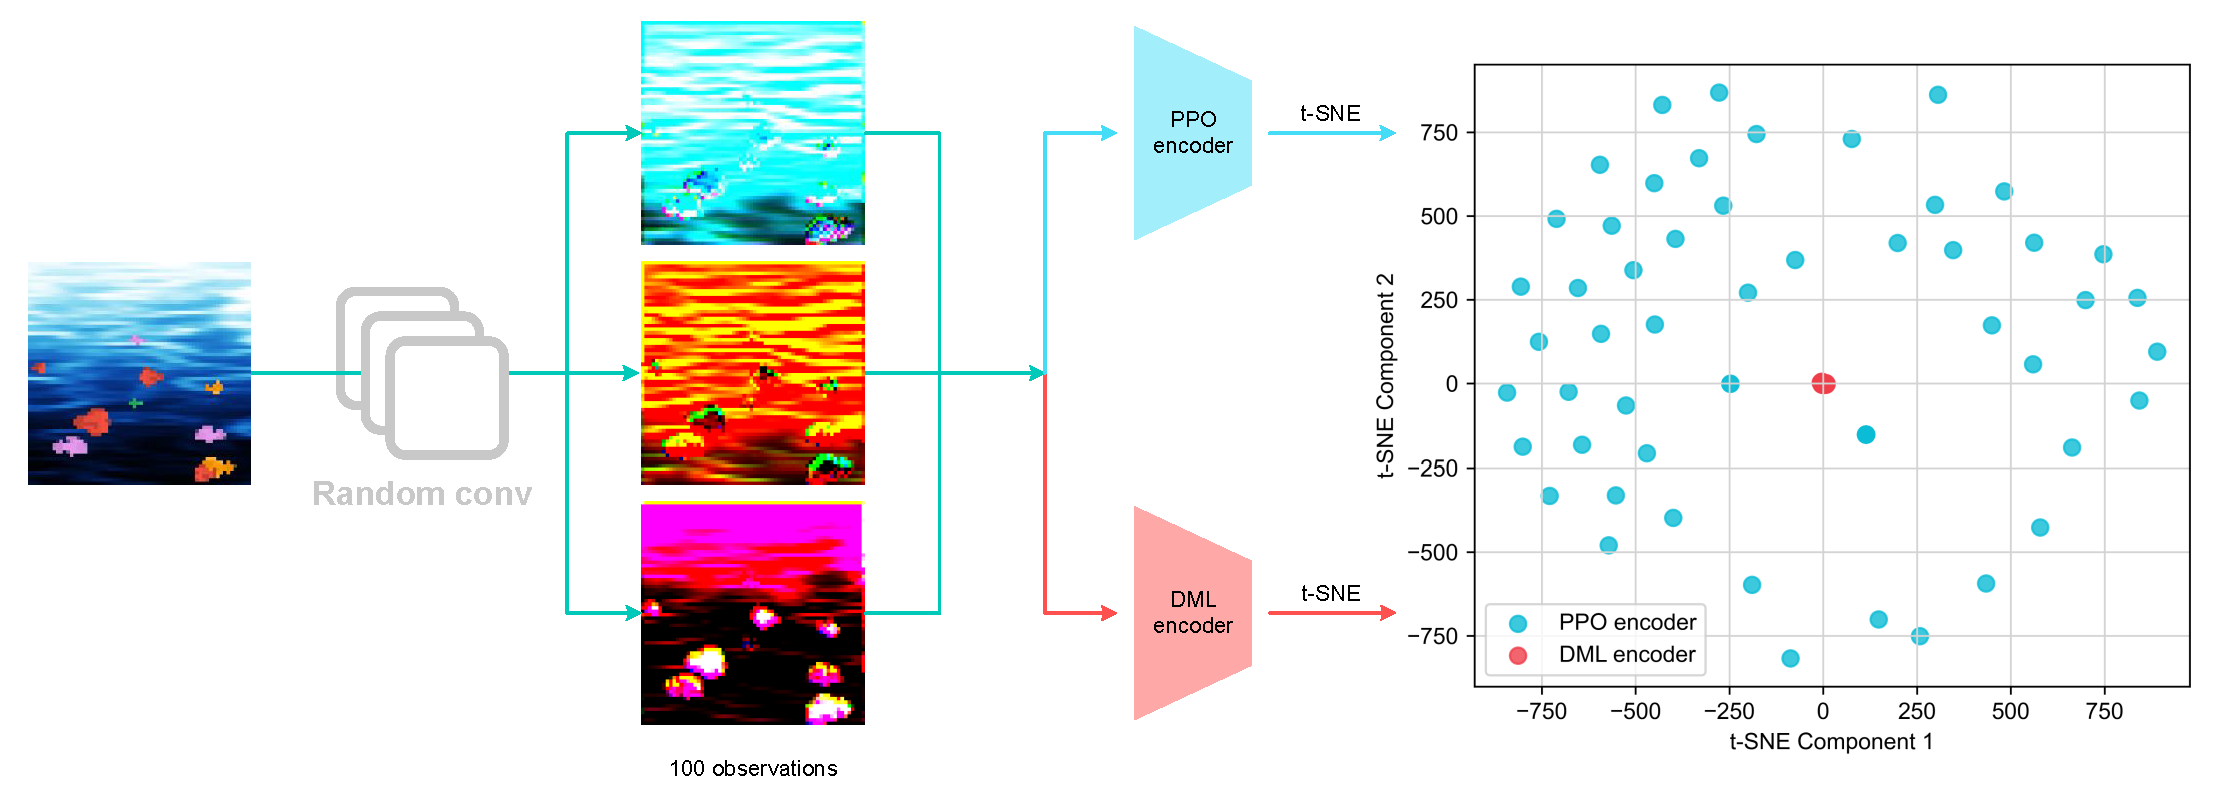 Random conv
100 observations
PPO
encoder
t-SNE
DML
encoder
t-SNE
t-SNE Component 2
750
500
250
0
−250
−500
−750
PPO encoder
DML encoder
−750
−500
−250
0
250
500
750
t-SNE Component 1